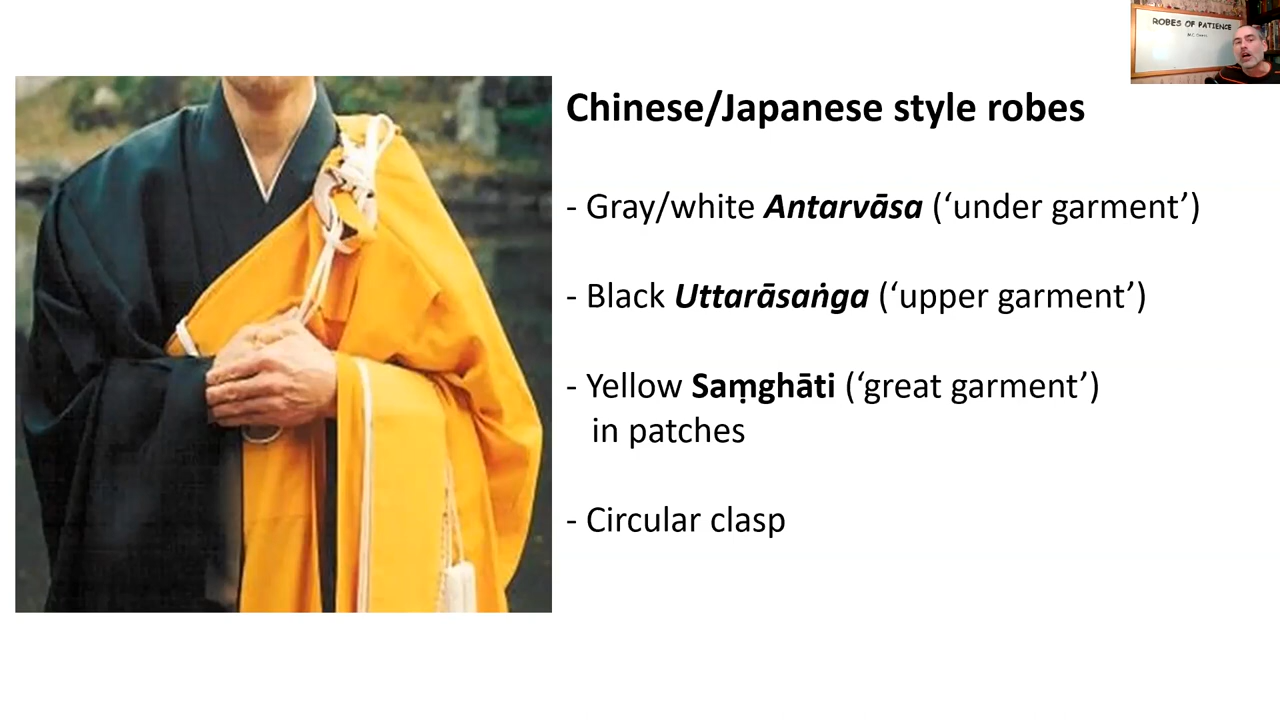 ROBES OF PATIENCE
Chinese/Japanese style robes
- Gray/white Antarvāsa (‘under garment’)
- Black Uttarāsaṅga (‘upper garment’)
- Yellow Saṃghāti (‘great garment’)
in patches
- Circular clasp